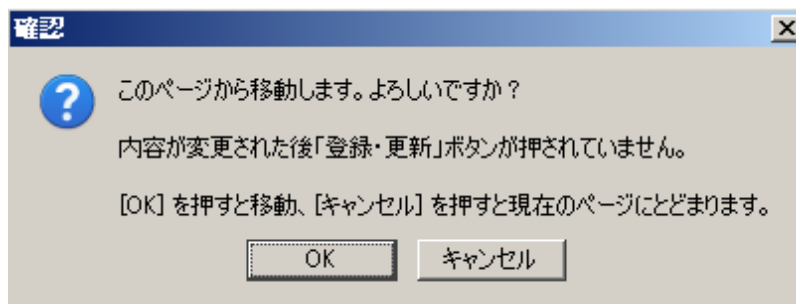 確認
このページから移動します。よろしいですか？
内容が変更された後「登録・更新」ボタンが押されていません。
[OK] を押すと移動、[キャンセル] を押すと現在のページにとどまります。
OK キャンセル